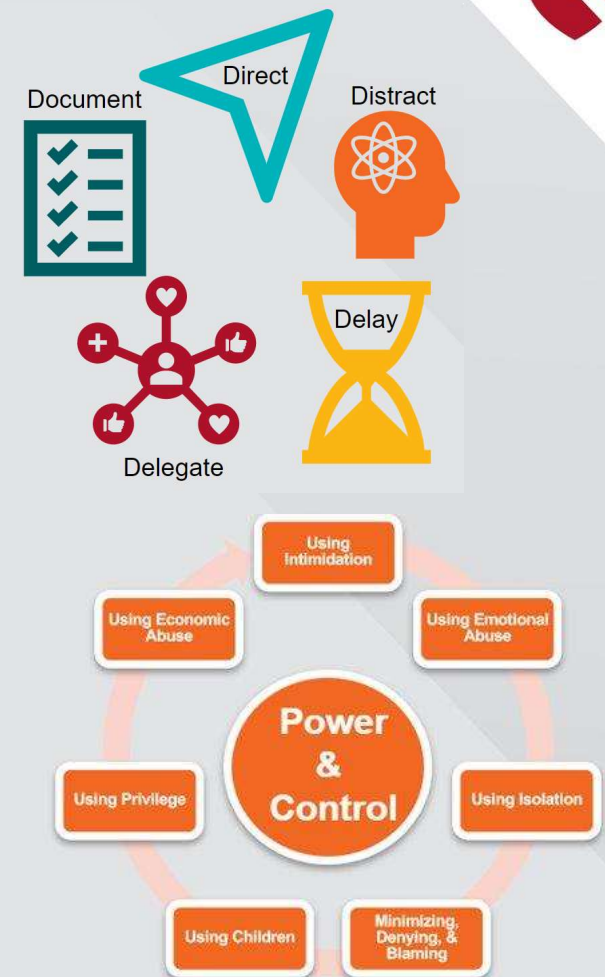 Direct
Document
Distract
Delay
Delegate
Using
Intimidation
Using Economic
Abuse
Using Emotional
Abuse
Power
&
Control
Using Privilege
Using Isolation
Using Children
Minimizing,
Denying, &
Blaming